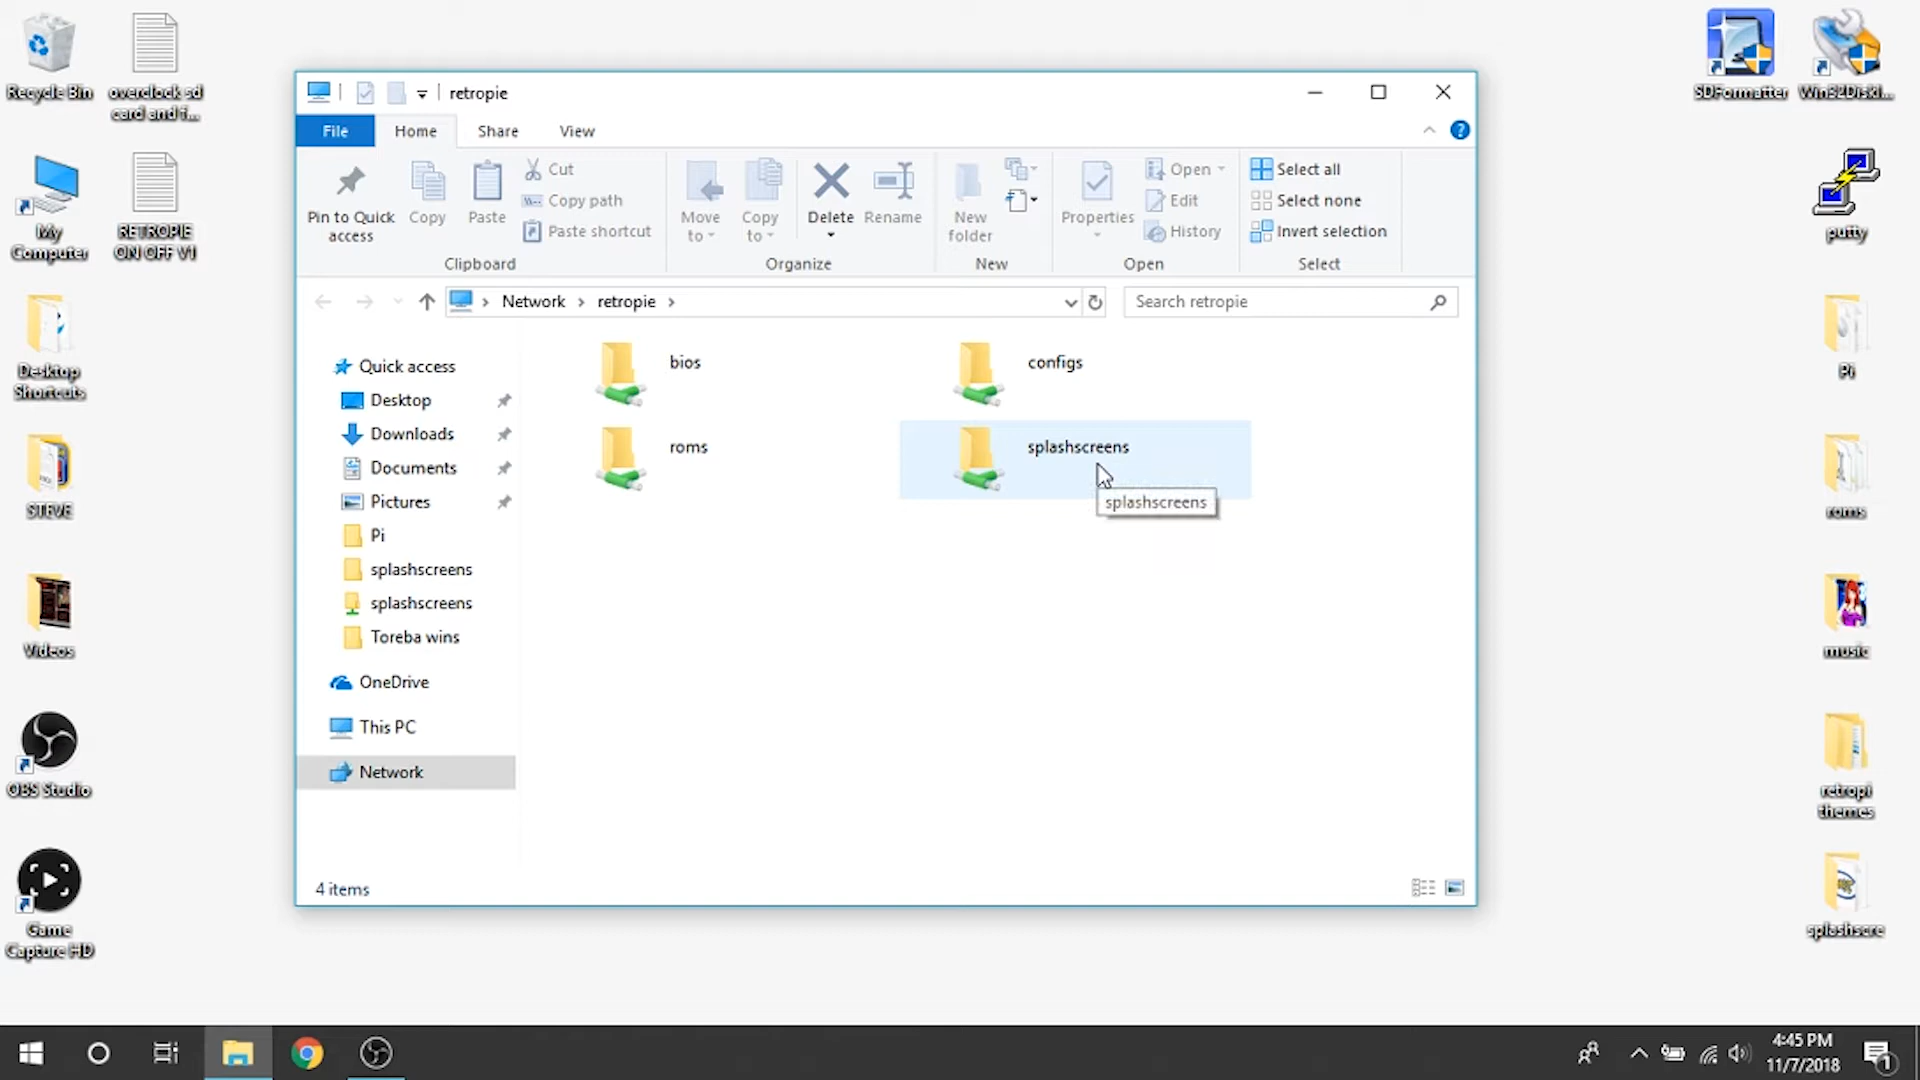 Recycle Bin
overclock sd
card and f...
My
Computer
RETROPIE
ON OFF V1
Desktop
Shortcuts
STEVE
Videos
OBS Studio
Game
Capture HD
retropie
File
Home
Share
View
Pin to Quick
access
Copy
Paste
Cut
Copy path
Paste shortcut
Clipboard
Move
to
Copy
to
Delete
Rename
Organize
New
folder
New
Properties
Open
Edit
History
Open
Select all
Select none
Invert selection
Select
Network
retropie
Search retropie
Quick access
Desktop
Downloads
Documents
Pictures
Pi
splashscreens
splashscreens
Toreba wins
OneDrive
This PC
Network
bios
configs
roms
splashscreens
splashscreens
4 items
SDFormatter
Win32Diski...
putty
Pi
roms
music
retropi
themes
splashscre
4:45 PM
11/7/2018
1